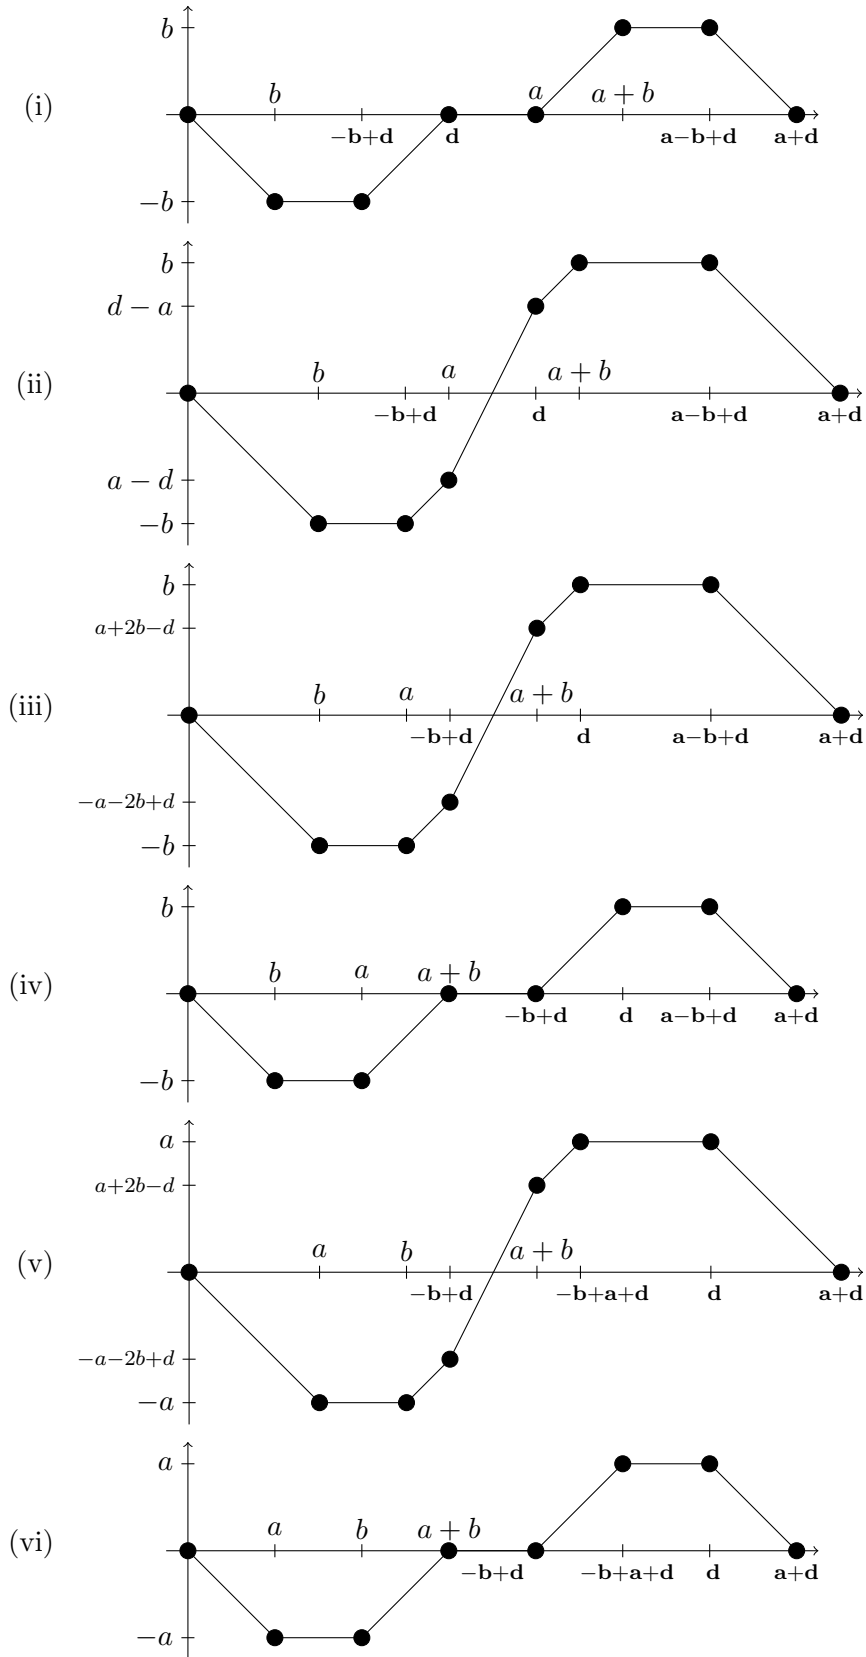 b
b
a
a + b
(i)
−b+d
d
a−b+d
a+d
−b
b
d − a
b
a
a + b
(ii)
−b+d
d
a−b+d
a+d
a − d
−b
b
a+2b−d
b
a
a + b
(iii)
−b+d
d
a−b+d
a+d
−a−2b+d
−b
b
b
a
a + b
(iv)
−b+d
d
a−b+d
a+d
−b
a
a+2b−d
a
b
a + b
(v)
−b+d
−b+a+d
d
a+d
−a−2b+d
−a
a
a
b
a + b
(vi)
−b+d
−b+a+d
d
a+d
−a